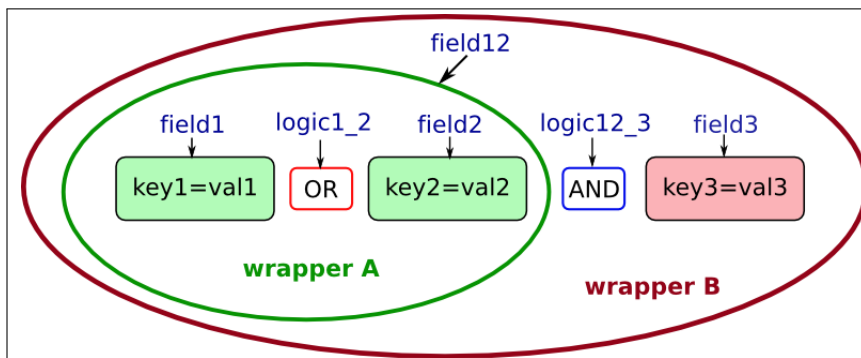 field12
field1
logic1_2
field2
logic12_3
field3
key1=val1
OR
key2=val2
AND
key3=val3
wrapper A
wrapper B